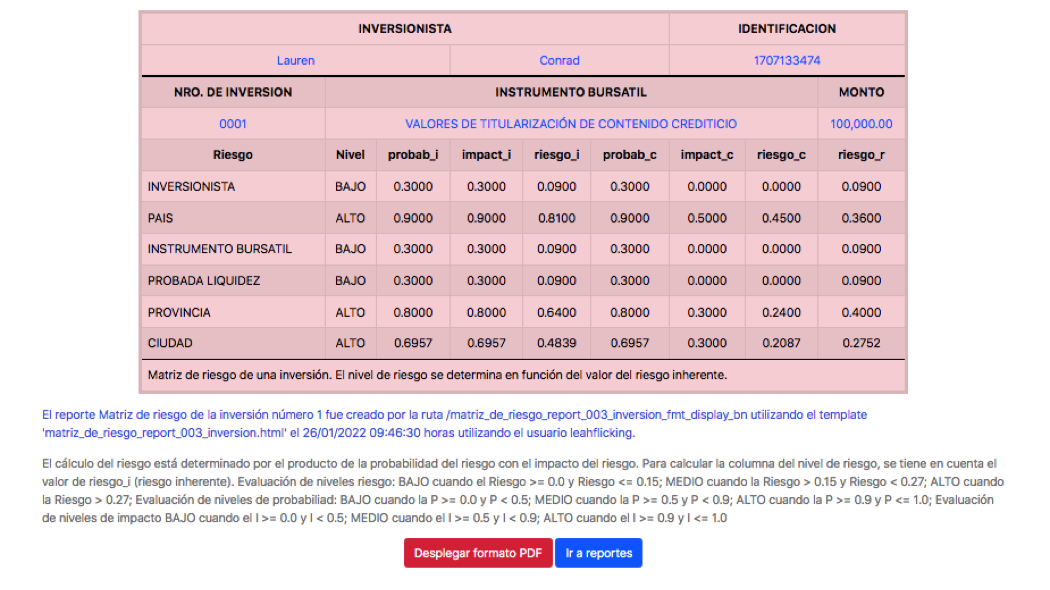 INVERSIONISTA IDENTIFICACION
Lauren Conrad 1707133474
NRO. DE INVERSION INSTRUMENTO BURSATIL MONTO
0001 VALORES DE TITULARIZACIÓN DE CONTENIDO CREDITICIO 100,000.00
Riesgo Nivel probab_i impact_i riesgo_i probab_c impact_c riesgo_c riesgo_r
INVERSIONISTA BAJO 0.3000 0.3000 0.0900 0.3000 0.0000 0.0000 0.0900
PAIS ALTO 0.9000 0.9000 0.8100 0.9000 0.5000 0.4500 0.3600
INSTRUMENTO BURSATIL BAJO 0.3000 0.3000 0.0900 0.3000 0.0000 0.0000 0.0900
PROBADA LIQUIDEZ BAJO 0.3000 0.3000 0.0900 0.3000 0.0000 0.0000 0.0900
PROVINCIA ALTO 0.8000 0.8000 0.6400 0.8000 0.3000 0.2400 0.4000
CIUDAD ALTO 0.6957 0.6957 0.4839 0.6957 0.3000 0.2087 0.2752
Matriz de riesgo de una inversión. El nivel de riesgo se determina en función del valor del riesgo inherente.
El reporte Matriz de riesgo de la inversión número 1 fue creado por la ruta /matriz_de_riesgo_report_003_inversion_fmt_display_bn utilizando el template
'matriz_de_riesgo_report_003_inversion.html' el 26/01/2022 09:46:30 horas utilizando el usuario leahflicking.
El cálculo del riesgo está determinado por el producto de la probabilidad del riesgo con el impacto del riesgo. Para calcular la columna del nivel de riesgo, se tiene en cuenta el
valor de riesgo_i (riesgo inherente). Evaluación de niveles riesgo: BAJO cuando el Riesgo >= 0.0 y Riesgo <= 0.15; MEDIO cuando la Riesgo > 0.15 y Riesgo < 0.27; ALTO cuando
la Riesgo > 0.27; Evaluación de niveles de probabiliad: BAJO cuando la P >= 0.0 y P < 0.5; MEDIO cuando la P >= 0.5 y P < 0.9; ALTO cuando la P >= 0.9 y P <= 1.0; Evaluación
de niveles de impacto BAJO cuando el I >= 0.0 y I < 0.5; MEDIO cuando el I >= 0.5 y I < 0.9; ALTO cuando el I >= 0.9 y I <= 1.0
Desplegar formato PDF Ir a reportes